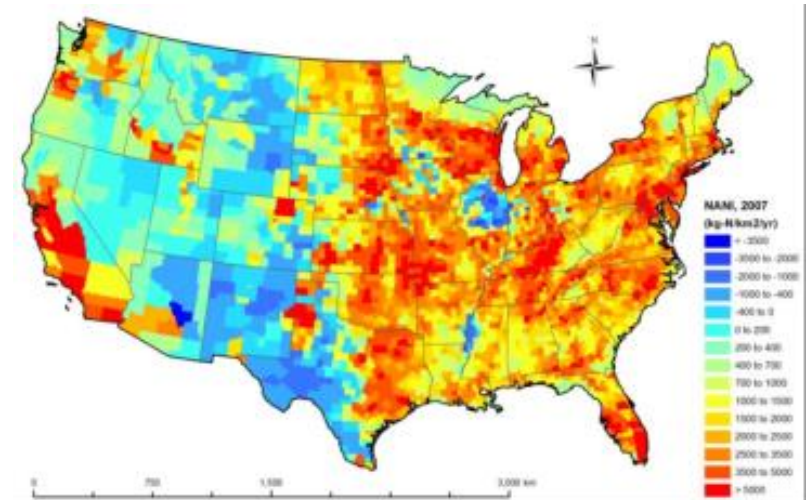 N
NANI, 2007
(kg-N/km2/yr)
< -3500
-3500 to -2000
-2000 to -1000
-1000 to -400
-400 to 0
0 to 200
200 to 400
400 to 700
700 to 1000
1000 to 1500
1500 to 2000
2000 to 2500
2500 to 3500
3500 to 5000
> 5000
0 750 1,500 2,000 km